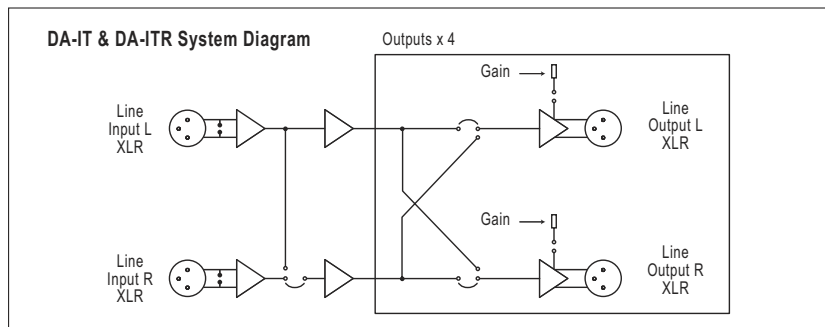 DA-IT & DA-ITR System Diagram
Outputs x 4
Gain
Line
Input L
XLR
Line
Output L
XLR
Gain
Line
Input R
XLR
Line
Output R
XLR